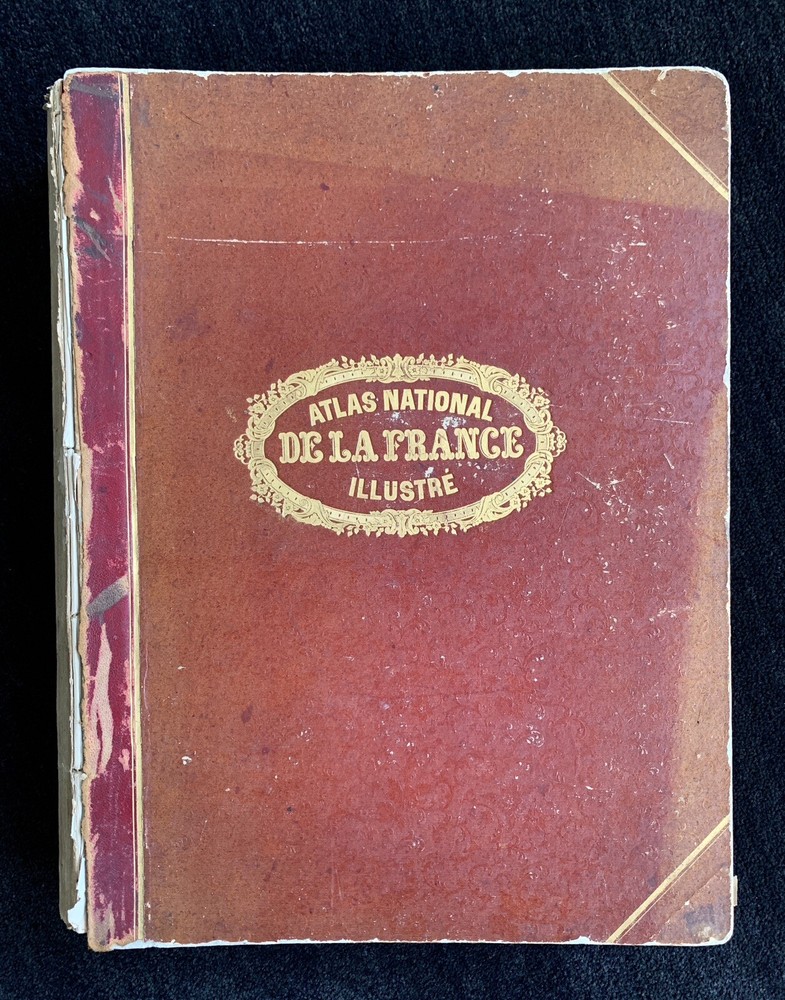 ATLAS NATIONAL
DE LA FRANCE
ILLUSTRÉ